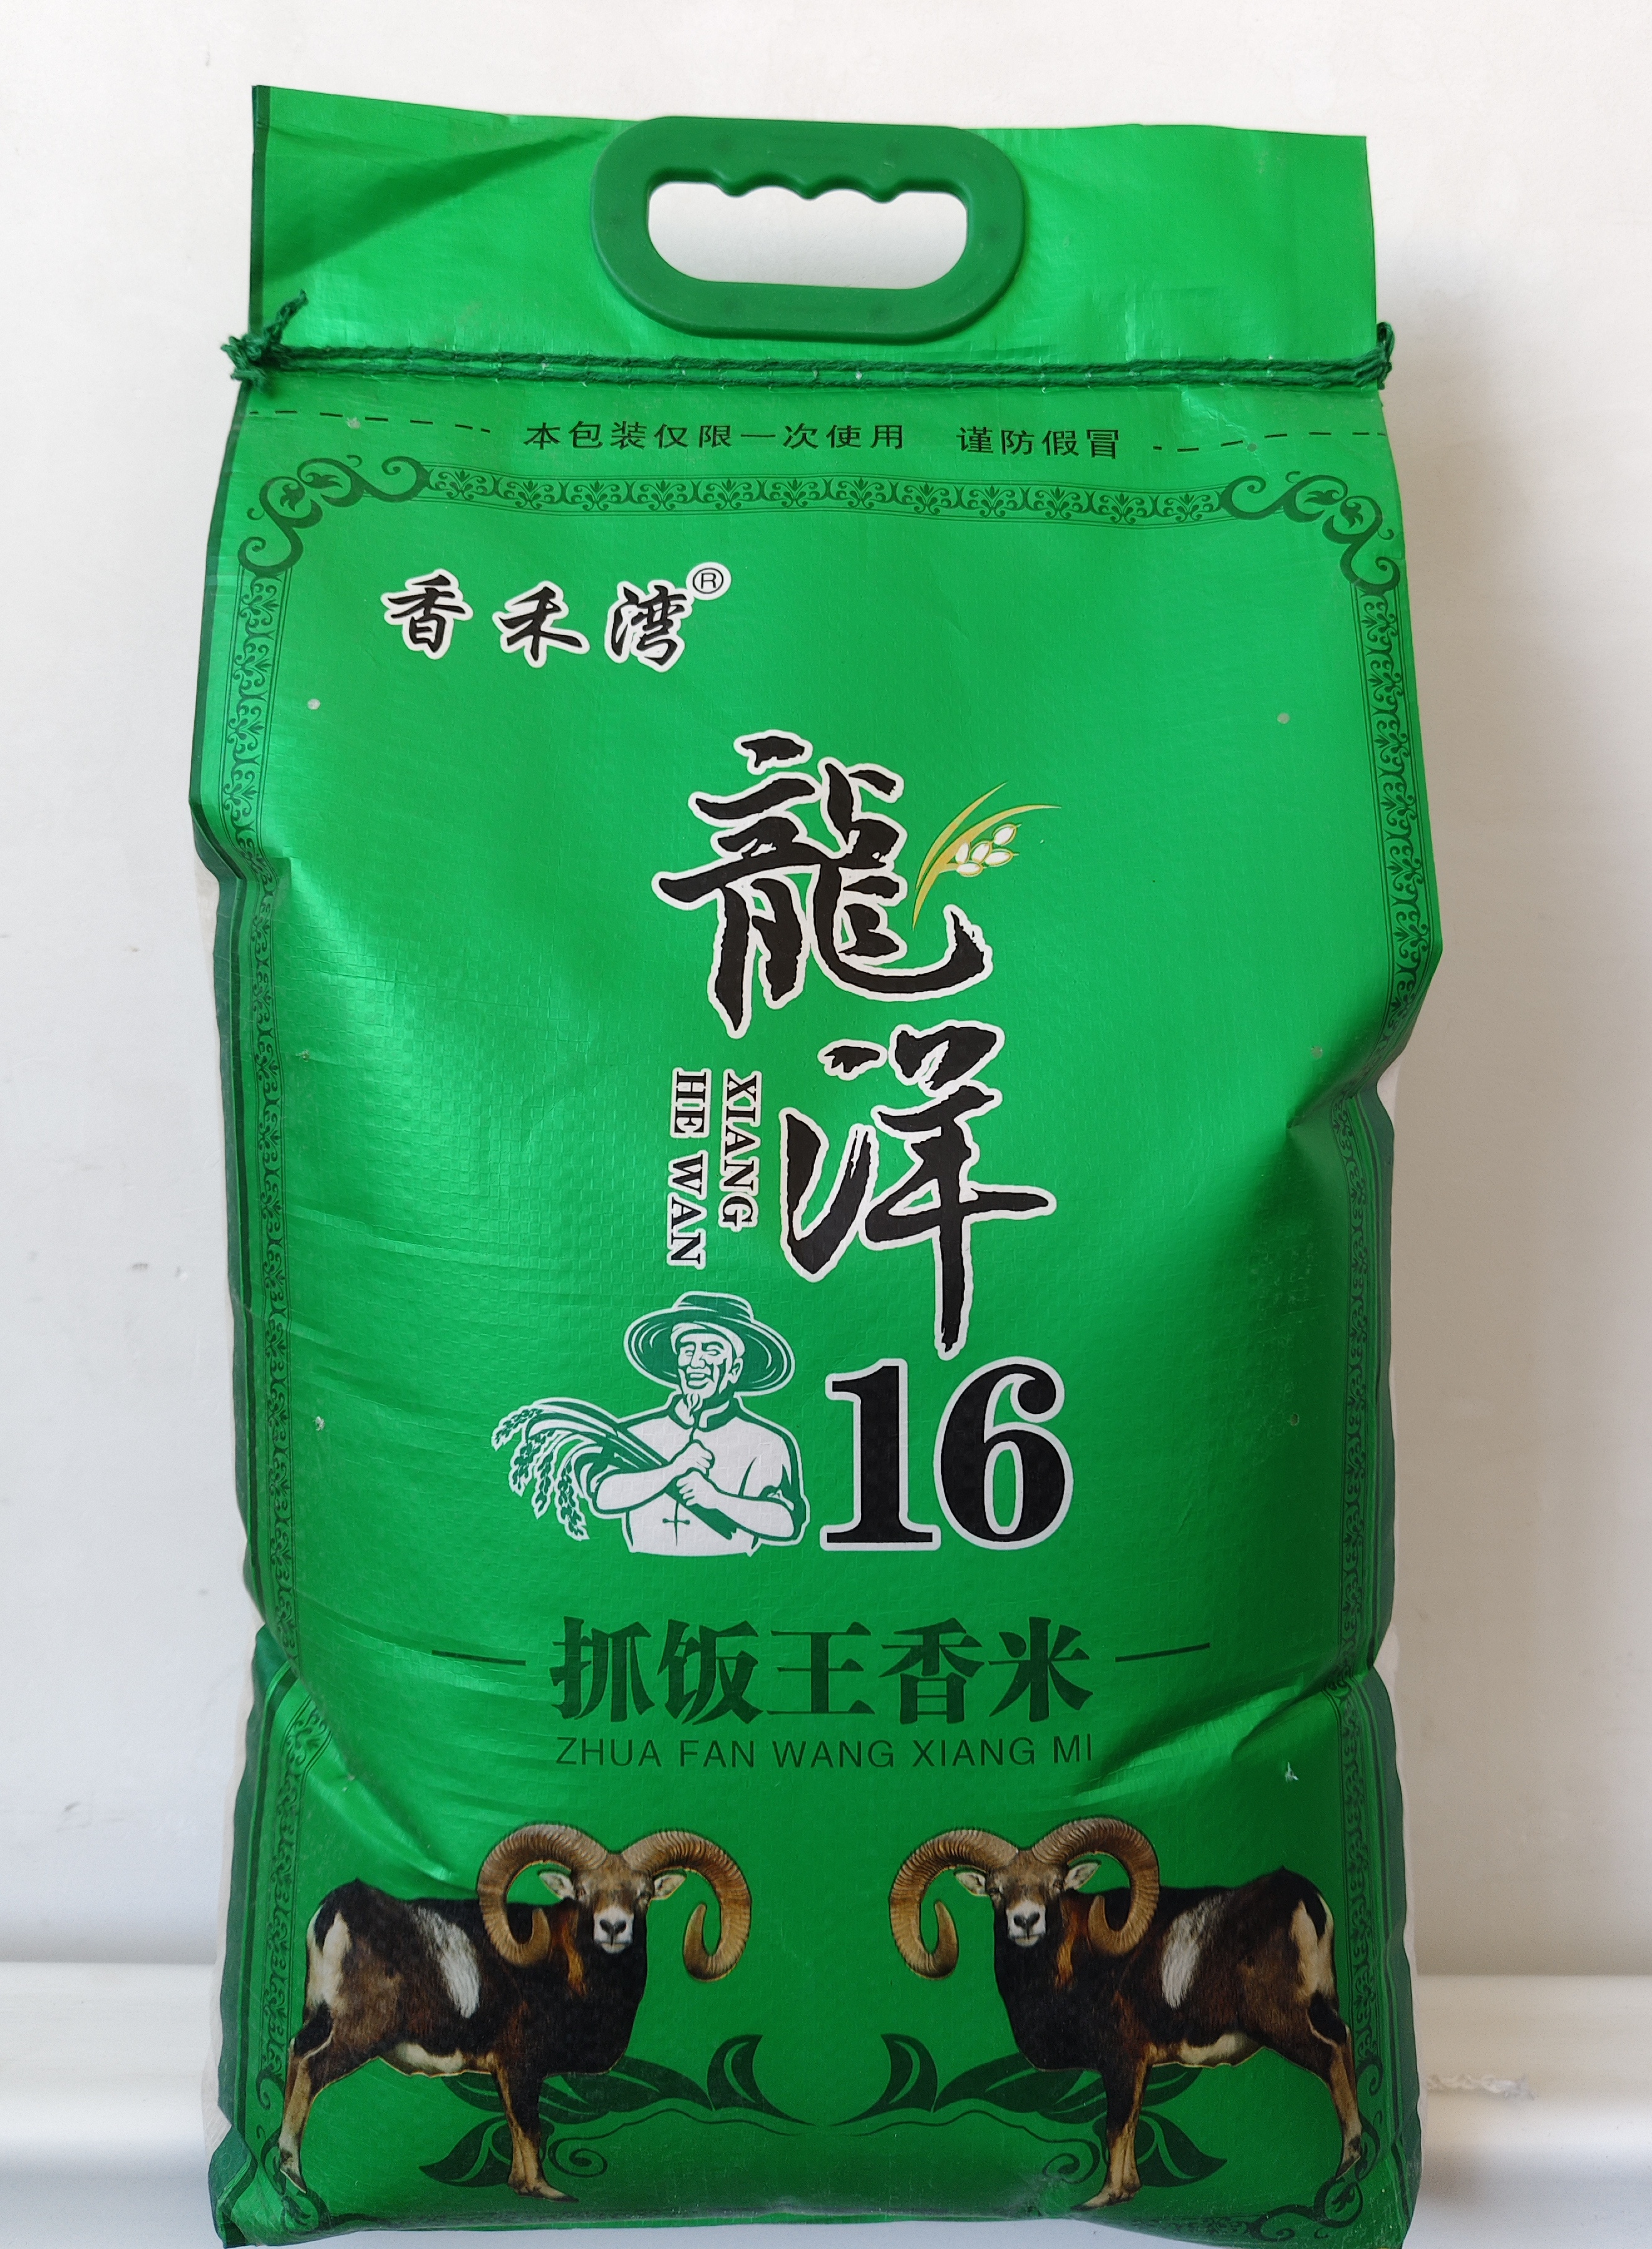 本包装仅限一次使用 谨防假冒
香禾湾®
龍洋
XIANG
HE WAN
16
抓饭王香米
ZHUA FAN WANG XIANG MI